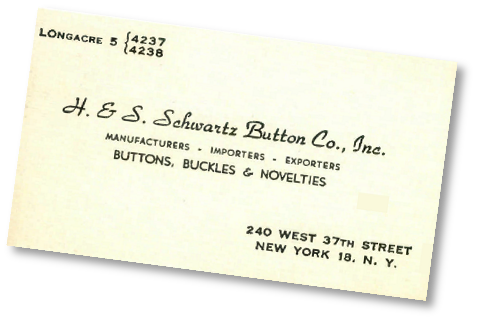 LONGACRE 5 {4237
{4238
H. & S. Schwartz Button Co., Inc.
MANUFACTURERS - IMPORTERS - EXPORTERS
BUTTONS, BUCKLES & NOVELTIES
240 WEST 37TH STREET
NEW YORK 18, N. Y.